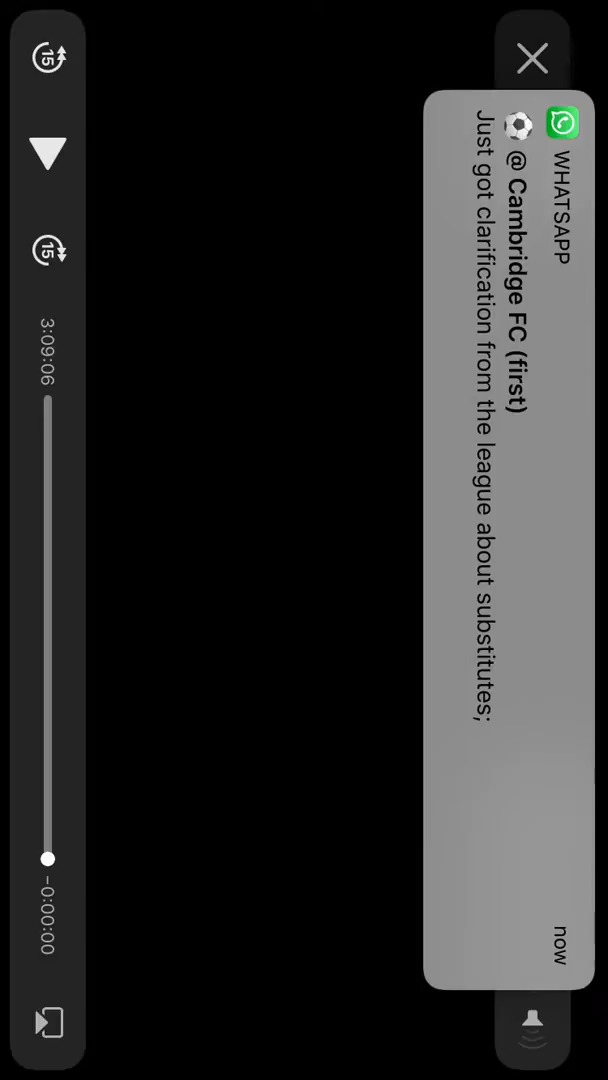 WHATSAPP
now
⚽ @ Cambridge FC (first)
Just got clarification from the league about substitutes;
15
15
3:09:06
-0:00:00